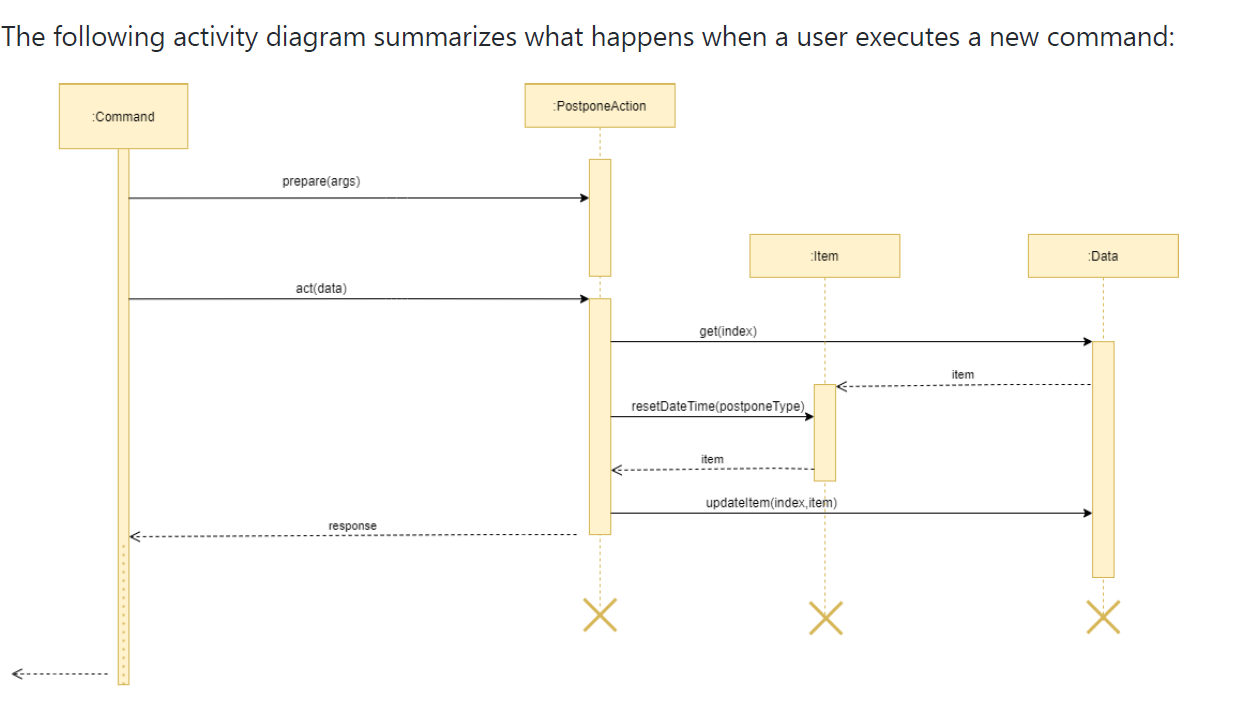 The following activity diagram summarizes what happens when a user executes a new command:
:Command
:PostponeAction
prepare(args)
:Item
:Data
act(data)
get(index)
item
resetDateTime(postponeType)
item
updateItem(index,item)
response